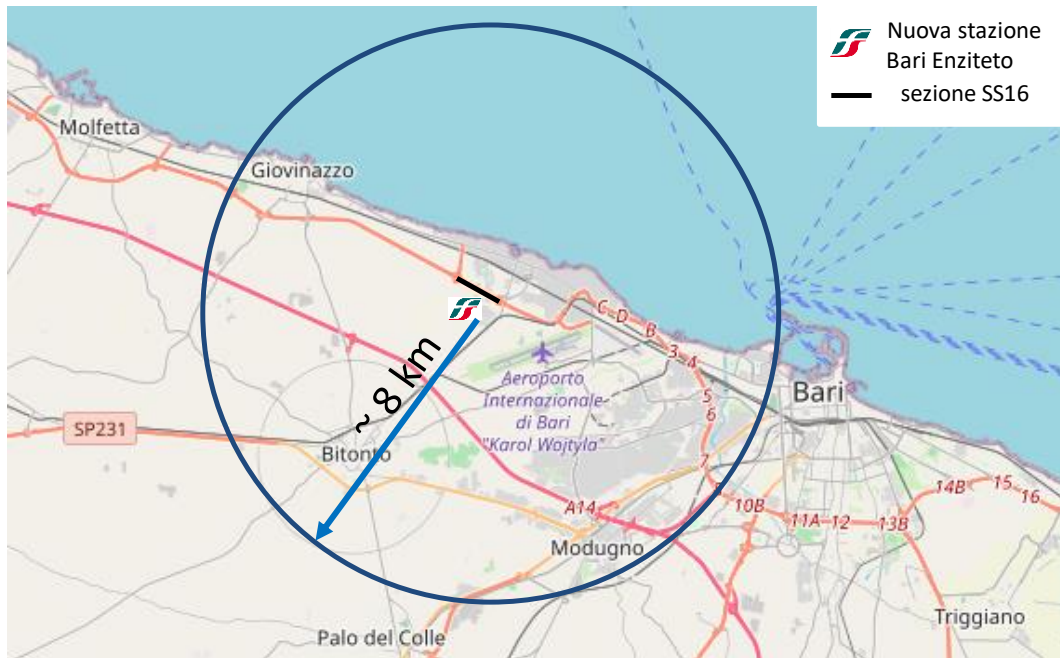 Nuova stazione
Bari Enziteto
sezione SS16
Molfetta
Giovinazzo
C
D
B
3
4
~ 8 km
Aeroporto
Internazionale
di Bari
"Karol Wojtyla"
5
6
Bari
SP231
Bitonto
7
8
A14
10B
11A
12
13B
14B
15
16
Modugno
Triggiano
Palo del Colle